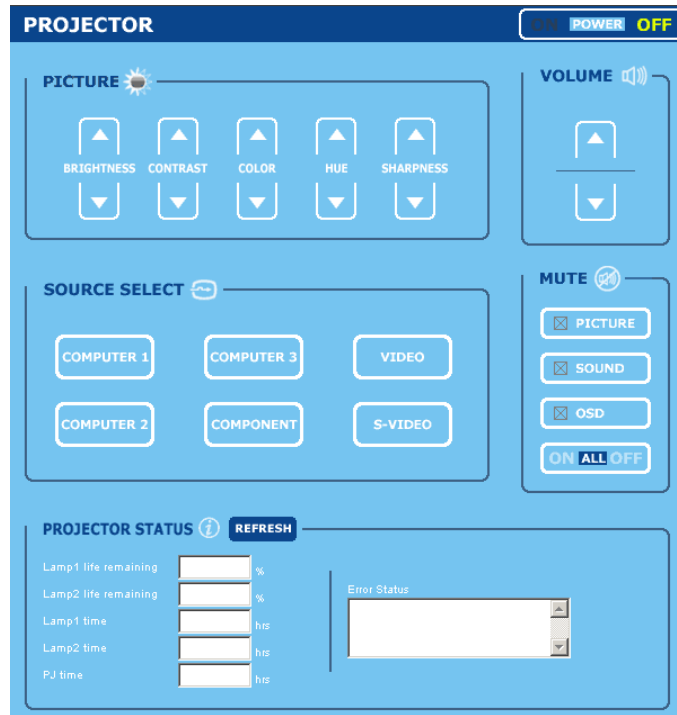 PROJECTOR
ON POWER OFF
PICTURE
VOLUME
BRIGHTNESS CONTRAST COLOR HUE SHARPNESS
SOURCE SELECT
MUTE
COMPUTER 1 COMPUTER 3 VIDEO
COMPUTER 2 COMPONENT S-VIDEO
PICTURE
SOUND
OSD
ON ALL OFF
PROJECTOR STATUS i REFRESH
Lamp1 life remaining %
Lamp2 life remaining %
Lamp1 time hrs
Lamp2 time hrs
PJ time hrs
Error Status